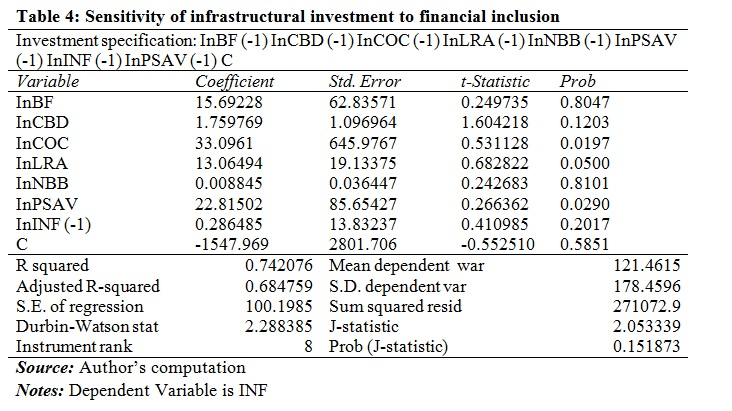 Table 4: Sensitivity of infrastructural investment to financial inclusion
Investment specification: InBF (-1) InCBD (-1) InCOC (-1) InLRA (-1) InNBB (-1) InPSAV
(-1) InINF (-1) InPSAV (-1) C
Variable Coefficient Std. Error t-Statistic Prob
InBF 15.69228 62.83571 0.249735 0.8047
InCBD 1.759769 1.096964 1.604218 0.1203
InCOC 33.0961 645.9767 0.531128 0.0197
InLRA 13.06494 19.13375 0.682822 0.0500
InNBB 0.008845 0.036447 0.242683 0.8101
InPSAV 22.81502 85.65427 0.266362 0.0290
InINF (-1) 0.286485 13.83237 0.410985 0.2017
C -1547.969 2801.706 -0.552510 0.5851
R squared 0.742076 Mean dependent war 121.4615
Adjusted R-squared 0.684759 S.D. dependent var 178.4596
S.E. of regression 100.1985 Sum squared resid 271072.9
Durbin-Watson stat 2.288385 J-statistic 2.053339
Instrument rank 8 Prob (J-statistic) 0.151873
Source: Author's computation
Notes: Dependent Variable is INF